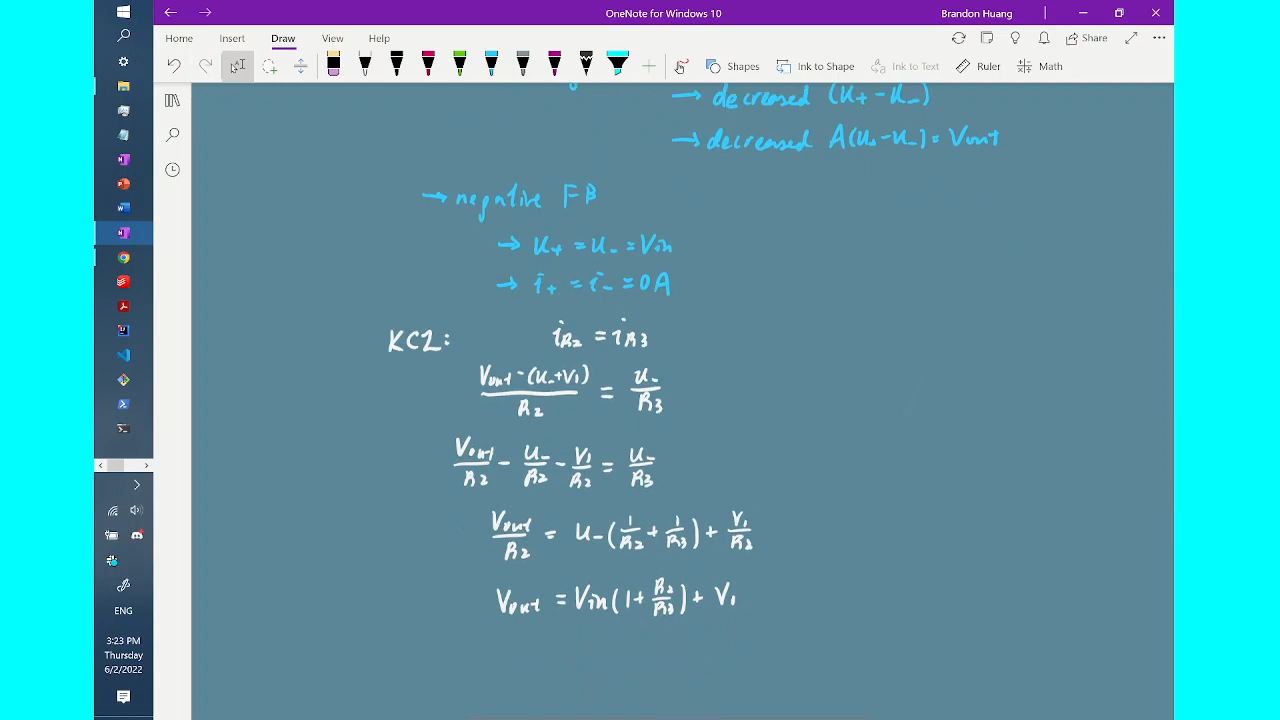 OneNote for Windows 10
Brandon Huang
Home Insert Draw View Help
Share
Shapes Ink to Shape Ink to Text Ruler Math
→ decreased (u+ - u-)
→ decreased A(u+ - u-) = Vout
→ negative FB
→ u+ = u- = Vin
→ i+ = i- = 0A
KCL: iR2 = iR3
(Vout - (u- + V1))/R2 = u-/R3
Vout/R2 - u-/R2 - V1/R2 = u-/R3
Vout/R2 = u-(1/R2 + 1/R3) + V1/R2
Vout = Vin(1 + R2/R3) + V1
ENG
3:23 PM
Thursday
6/2/2022